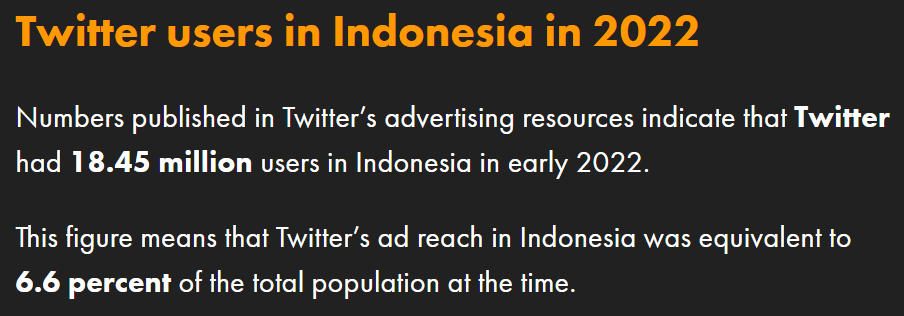 Twitter users in Indonesia in 2022
Numbers published in Twitter’s advertising resources indicate that Twitter
had 18.45 million users in Indonesia in early 2022.
This figure means that Twitter’s ad reach in Indonesia was equivalent to
6.6 percent of the total population at the time.